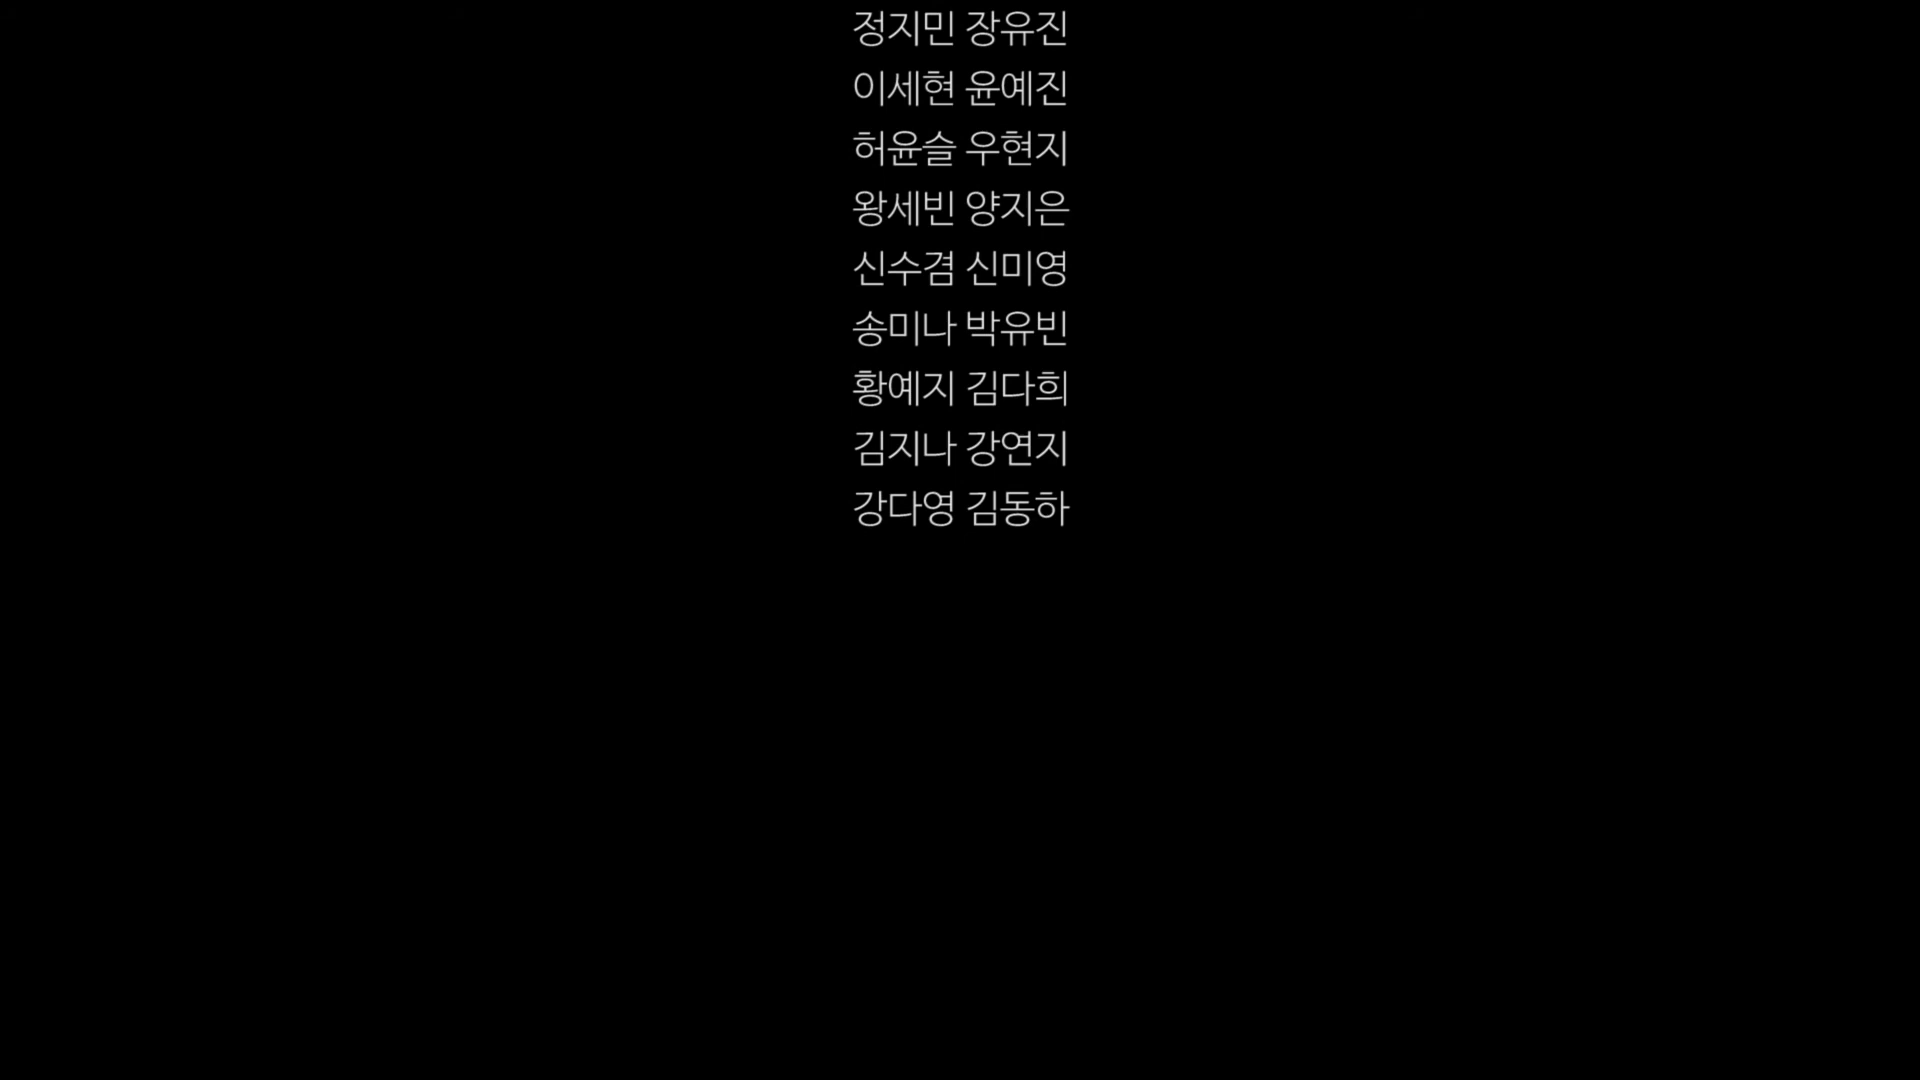 정지민 장유진
이세현 윤예진
허윤슬 우현지
왕세빈 양지은
신수겸 신미영
송미나 박유빈
황예지 김다희
김지나 강연지
강다영 김동하